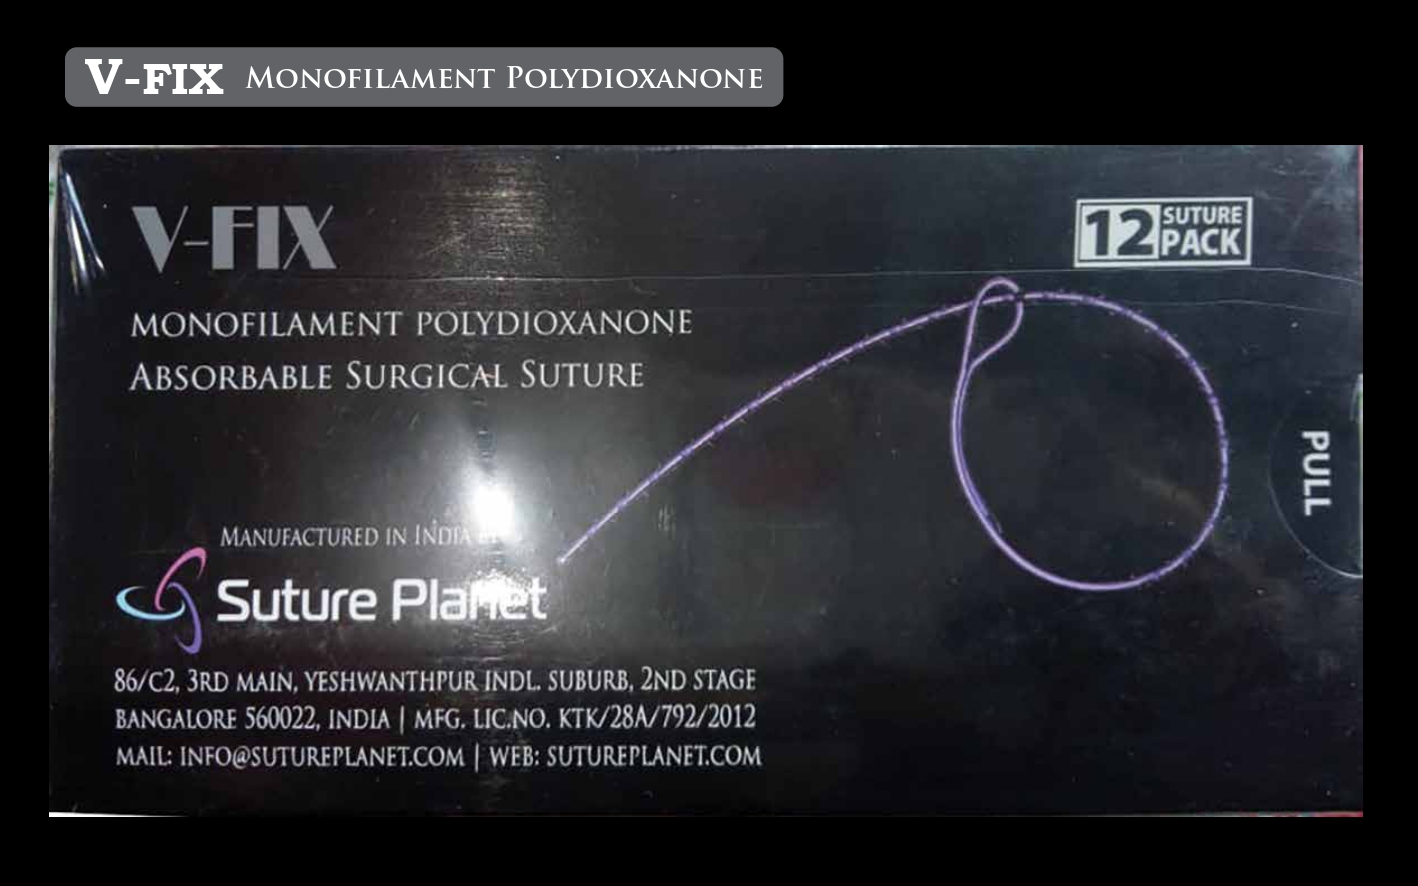 V-FIX MONOFILAMENT POLYDIOXANONE
V-FIX
12 SUTURE PACK
MONOFILAMENT POLYDIOXANONE
ABSORBABLE SURGICAL SUTURE
PULL
MANUFACTURED IN INDIA
Suture Planet
86/C2, 3RD MAIN, YESHWANTHPUR INDL. SUBURB, 2ND STAGE
BANGALORE 560022, INDIA | MFG. LIC.NO. KTK/28A/792/2012
MAIL: INFO@SUTUREPLANET.COM | WEB: SUTUREPLANET.COM